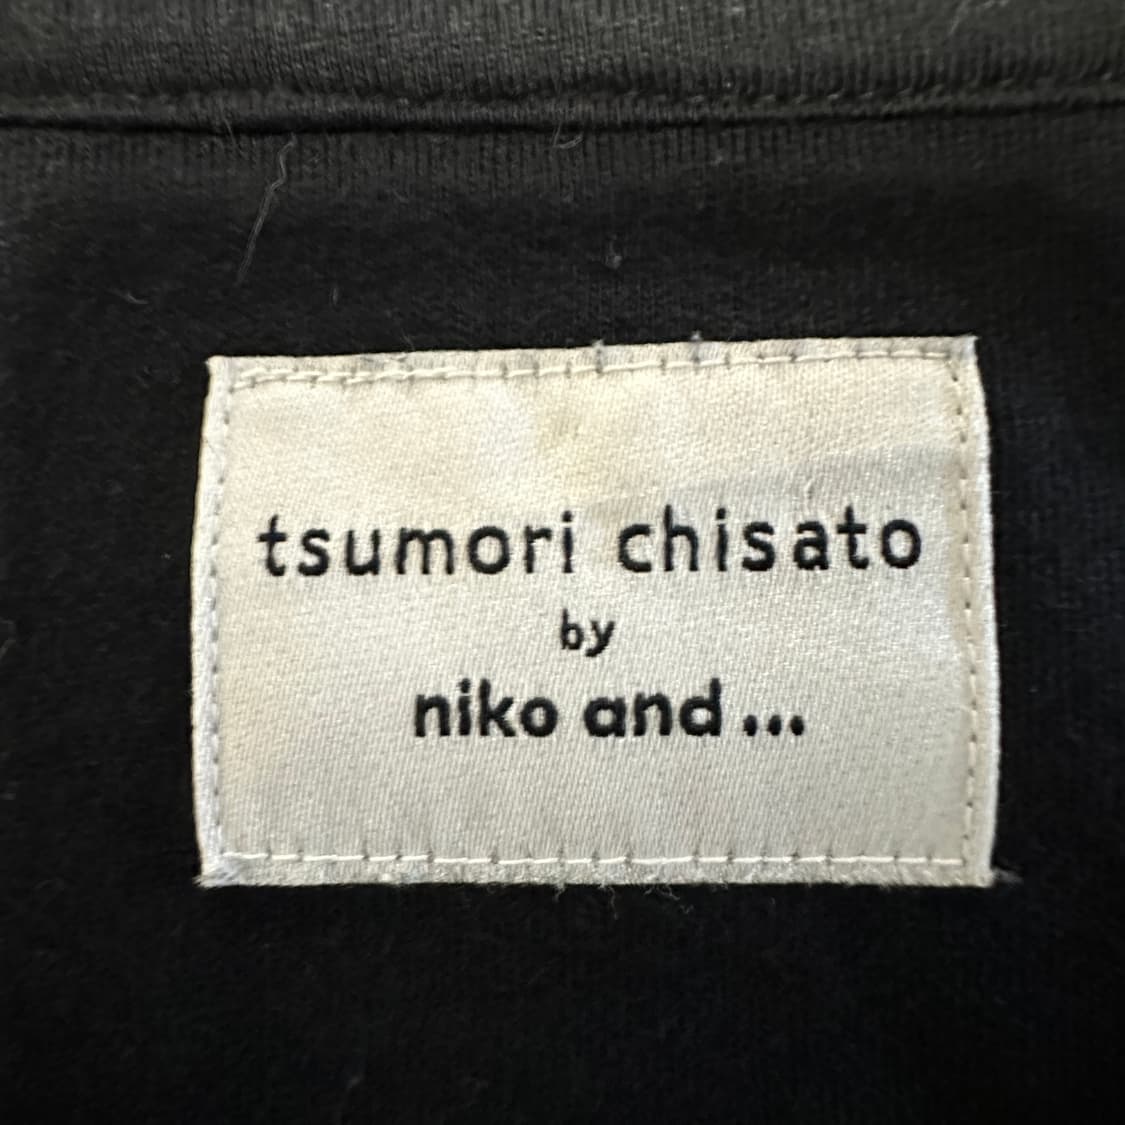 tsumori chisato
by
niko and ...